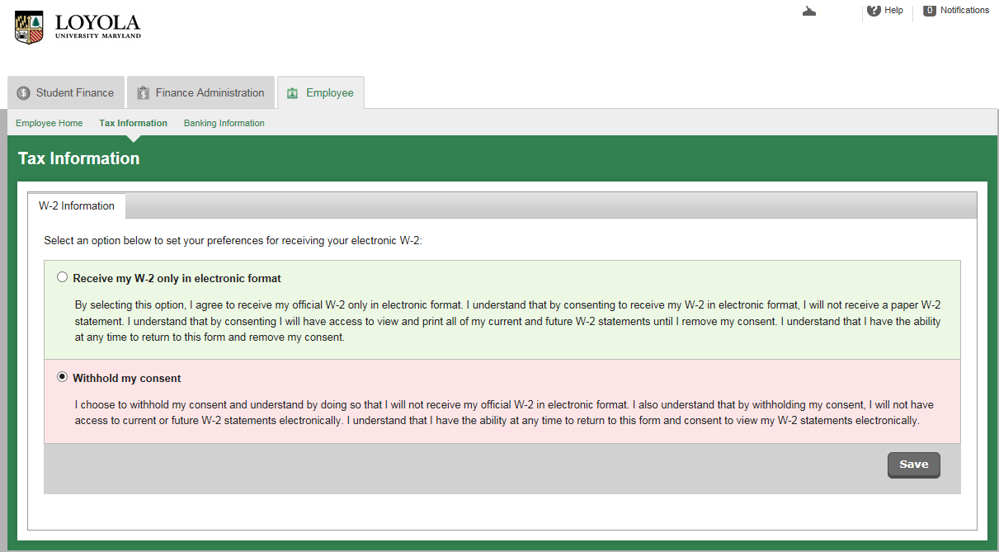 LOYOLA
UNIVERSITY MARYLAND
? Help
0 Notifications
$ Student Finance
$ Finance Administration
Employee
Employee Home
Tax Information
Banking Information
Tax Information
W-2 Information
Select an option below to set your preferences for receiving your electronic W-2:
Receive my W-2 only in electronic format
By selecting this option, I agree to receive my official W-2 only in electronic format. I understand that by consenting to receive my W-2 in electronic format, I will not receive a paper W-2
statement. I understand that by consenting I will have access to view and print all of my current and future W-2 statements until I remove my consent. I understand that I have the ability
at any time to return to this form and remove my consent.
Withhold my consent
I choose to withhold my consent and understand by doing so that I will not receive my official W-2 in electronic format. I also understand that by withholding my consent, I will not have
access to current or future W-2 statements electronically. I understand that I have the ability at any time to return to this form and consent to view my W-2 statements electronically.
Save